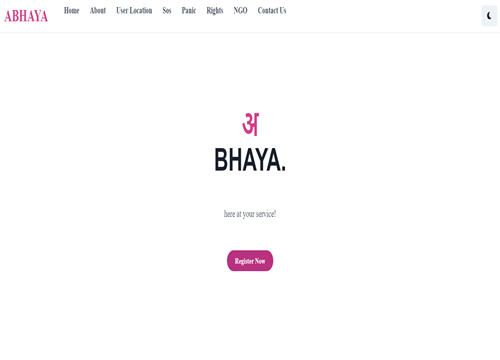 ABHAYA
Home About User Location Sos Panic Rights NGO Contact Us
अ
BHAYA.
here at your service!
Register Now